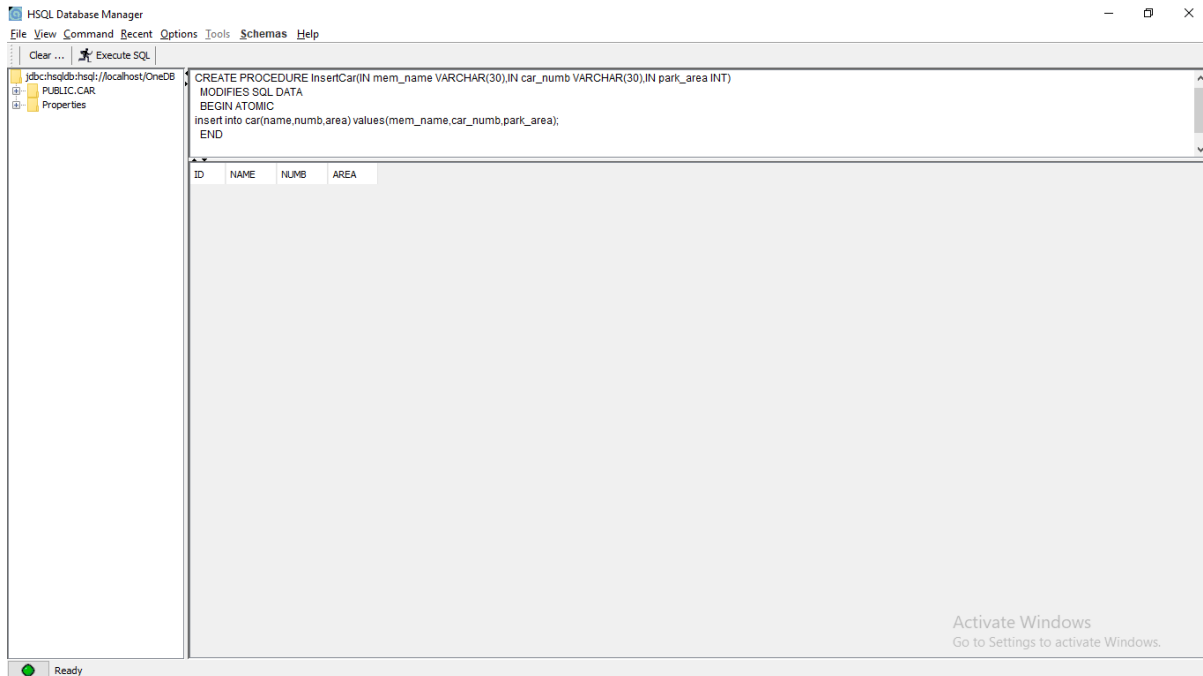 HSQL Database Manager
File View Command Recent Options Tools Schemas Help
Clear ... Execute SQL
jdbc:hsqldb:hsql://localhost/OneDB
PUBLIC.CAR
Properties
CREATE PROCEDURE InsertCar(IN mem_name VARCHAR(30),IN car_numb VARCHAR(30),IN park_area INT)
MODIFIES SQL DATA
BEGIN ATOMIC
insert into car(name,numb,area) values(mem_name,car_numb,park_area);
END
ID NAME NUMB AREA
Activate Windows
Go to Settings to activate Windows.
Ready